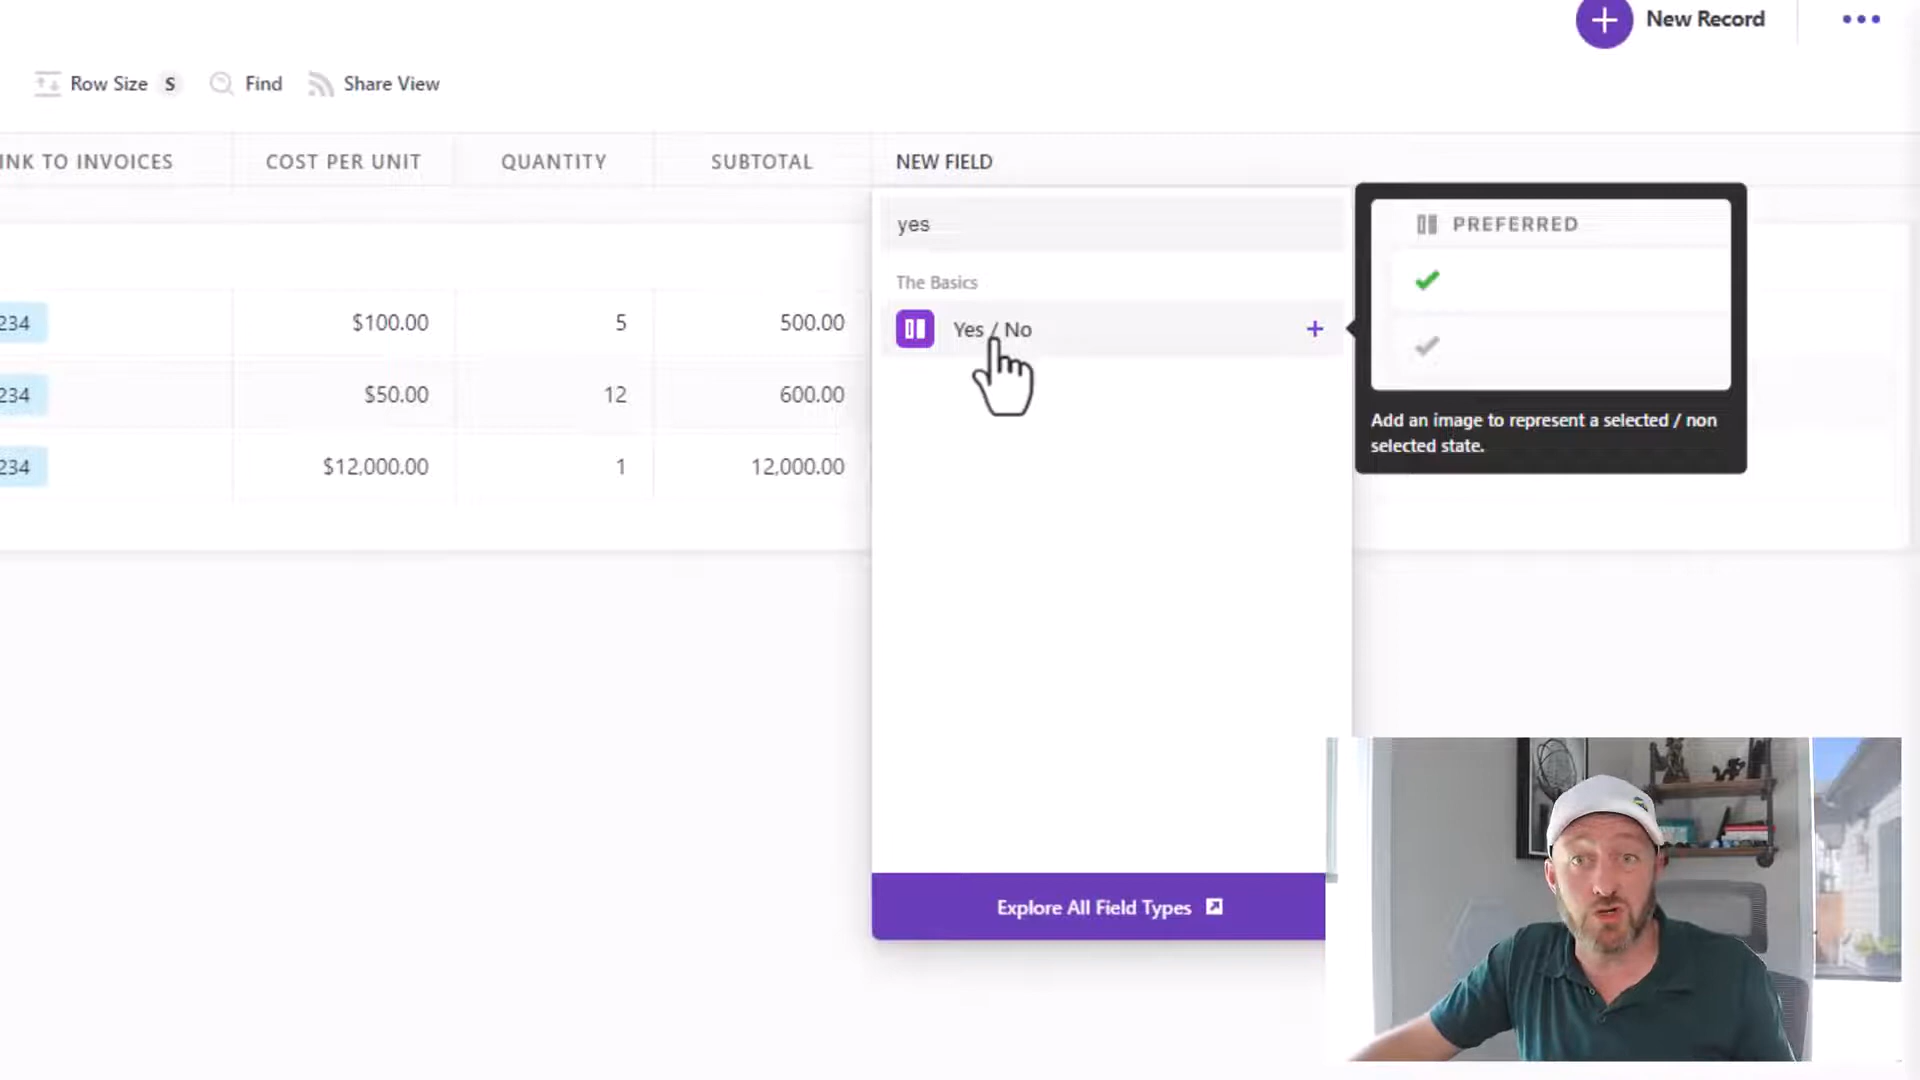 New Record
Row Size S Find Share View
INK TO INVOICES COST PER UNIT QUANTITY SUBTOTAL NEW FIELD
yes
PREFERRED
The Basics
234 $100.00 5 500.00
Yes / No +
234 $50.00 12 600.00
Add an image to represent a selected / non
selected state.
234 $12,000.00 1 12,000.00
Explore All Field Types